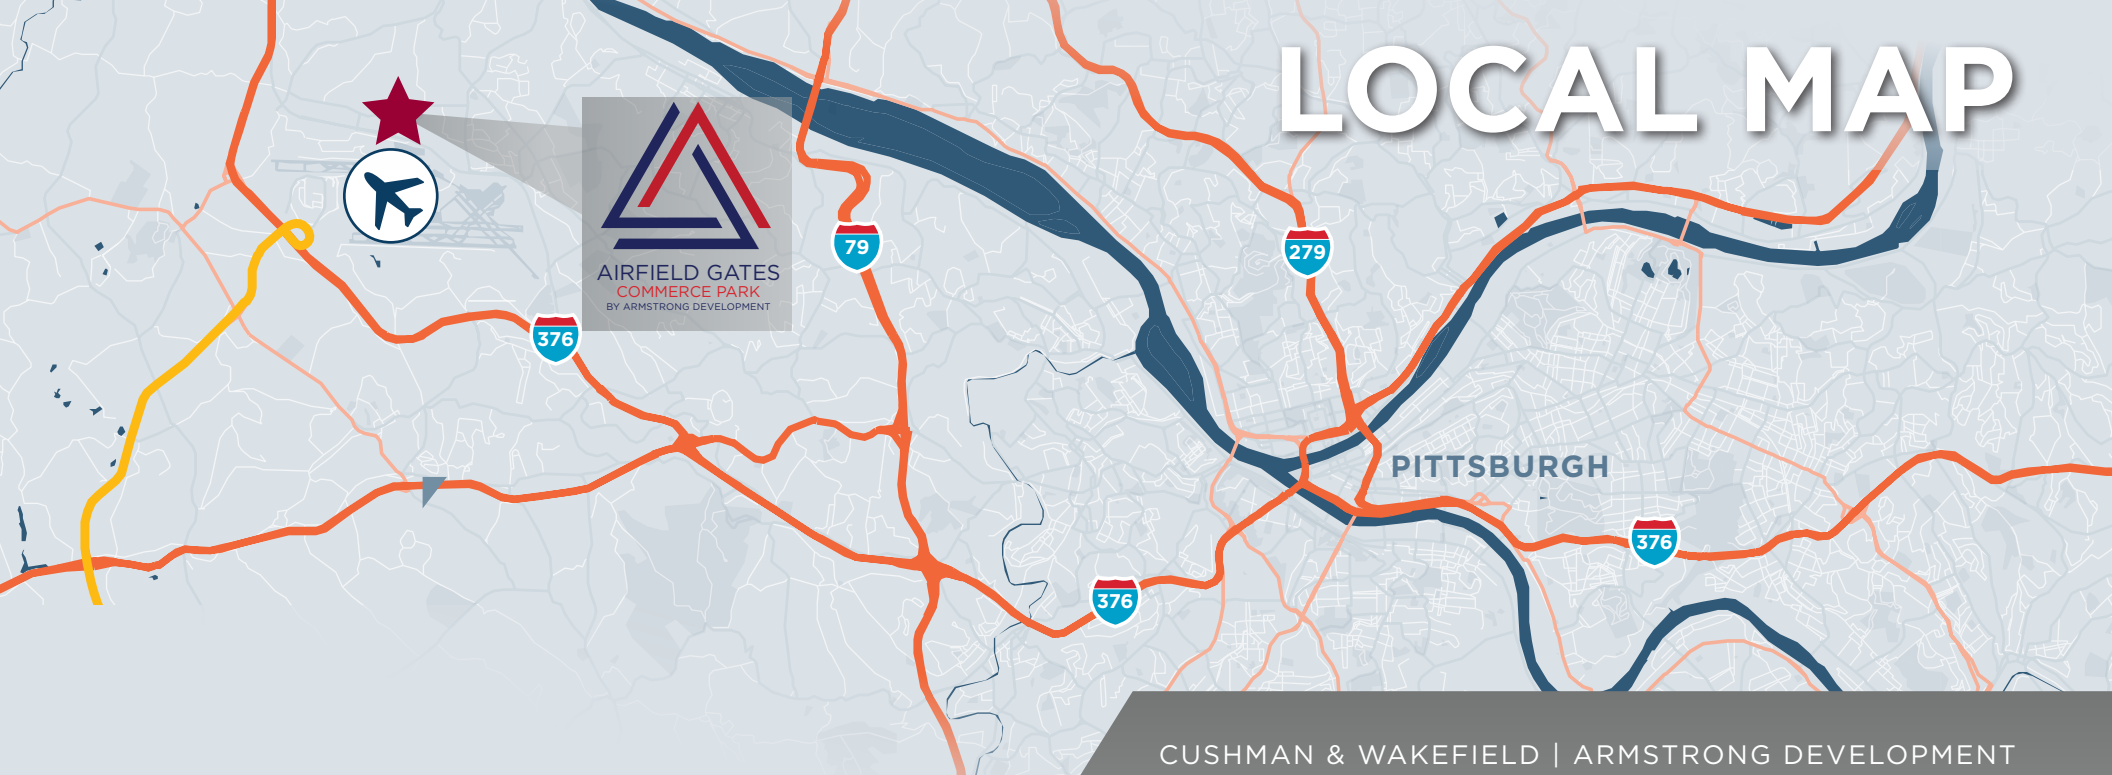 LOCAL MAP
AIRFIELD GATES
COMMERCE PARK
BY ARMSTRONG DEVELOPMENT
79
279
376
PITTSBURGH
376
376
CUSHMAN & WAKEFIELD | ARMSTRONG DEVELOPMENT